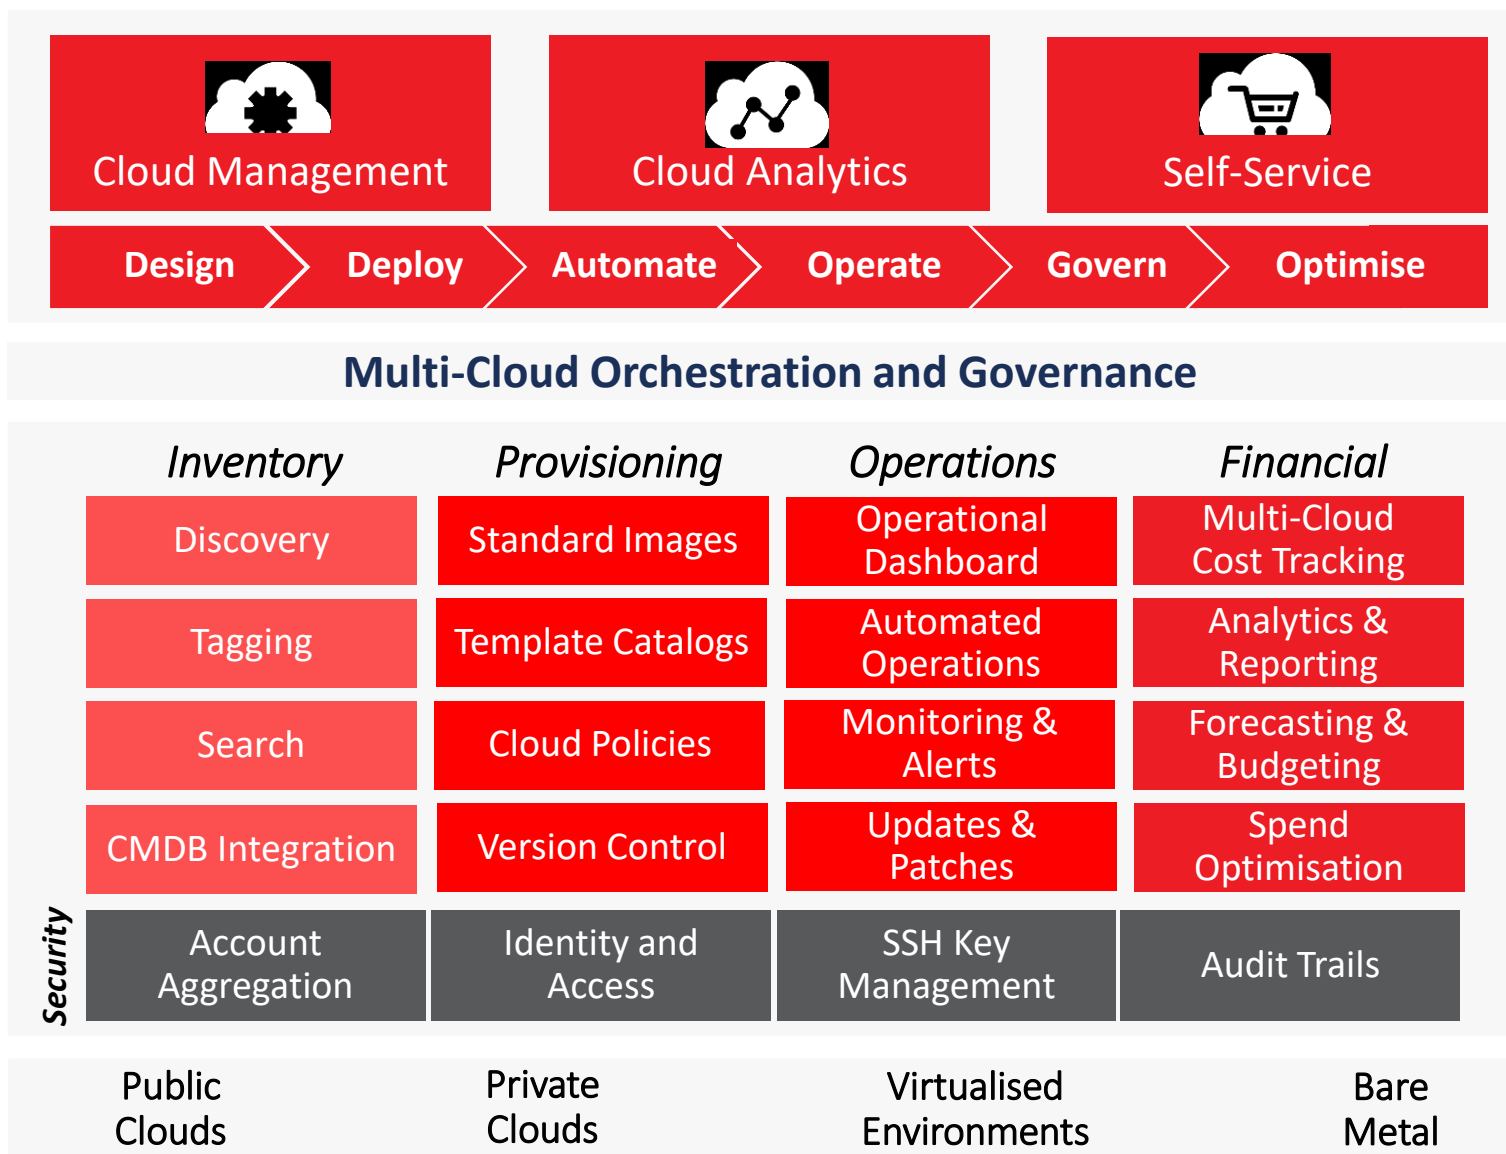 Cloud Management
Cloud Analytics
Self-Service
Design
Deploy
Automate
Operate
Govern
Optimise
Multi-Cloud Orchestration and Governance
Inventory
Provisioning
Operations
Financial
Discovery
Standard Images
Operational
Dashboard
Multi-Cloud
Cost Tracking
Tagging
Template Catalogs
Automated
Operations
Analytics &
Reporting
Search
Cloud Policies
Monitoring &
Alerts
Forecasting &
Budgeting
CMDB Integration
Version Control
Updates &
Patches
Spend
Optimisation
Security
Account
Aggregation
Identity and
Access
SSH Key
Management
Audit Trails
Public
Clouds
Private
Clouds
Virtualised
Environments
Bare
Metal